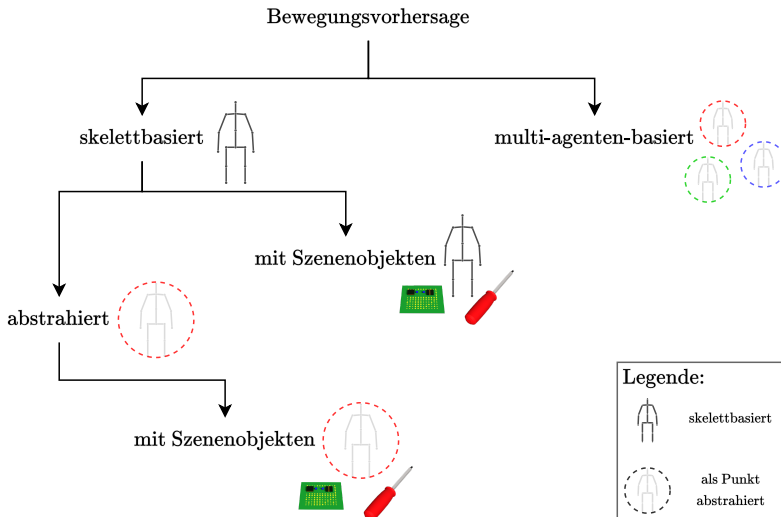 Bewegungsvorhersage
skelettbasiert
multi-agenten-basiert
mit Szenenobjekten
abstrahiert
mit Szenenobjekten
Legende:
skelettbasiert
als Punkt
abstrahiert